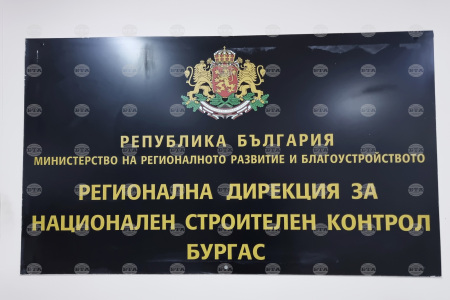 РЕПУБЛИКА БЪЛГАРИЯ
МИНИСТЕРСТВО НА РЕГИОНАЛНОТО РАЗВИТИЕ И БЛАГОУСТРОЙСТВОТО
РЕГИОНАЛНА ДИРЕКЦИЯ ЗА
НАЦИОНАЛЕН СТРОИТЕЛЕН КОНТРОЛ
БУРГАС